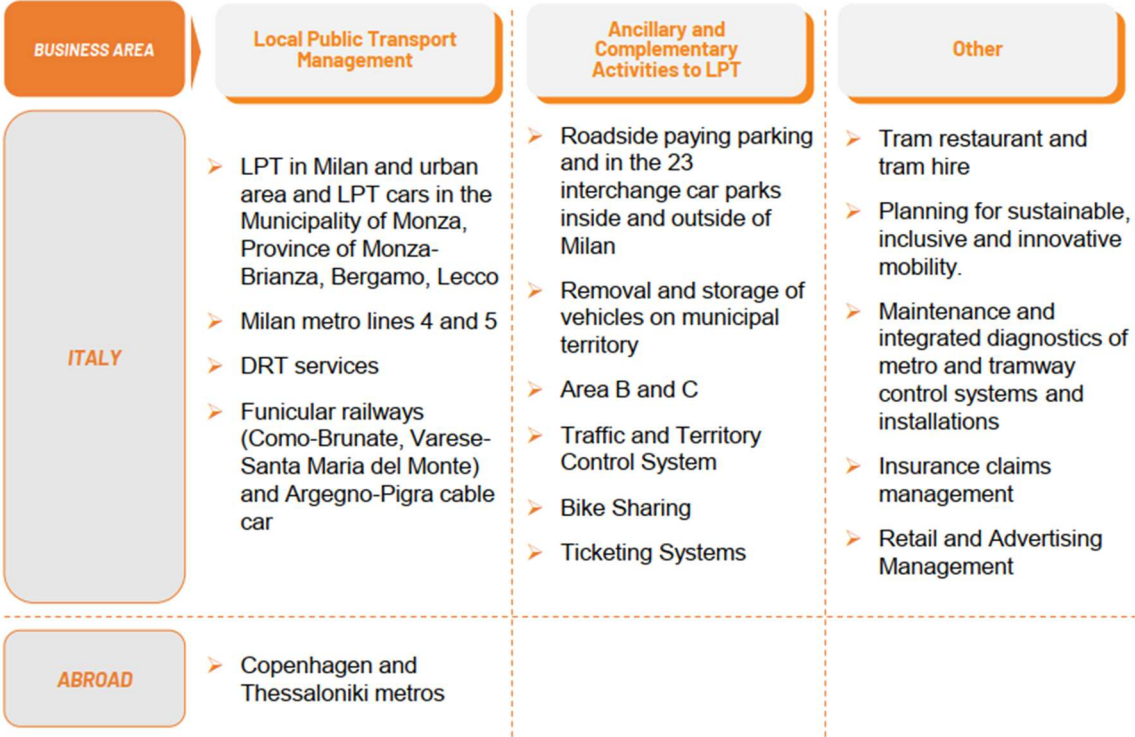 BUSINESS AREA
Local Public Transport
Management
Ancillary and
Complementary
Activities to LPT
Other
ITALY
LPT in Milan and urban
area and LPT cars in the
Municipality of Monza,
Province of Monza-
Brianza, Bergamo, Lecco
Milan metro lines 4 and 5
DRT services
Funicular railways
(Como-Brunate, Varese-
Santa Maria del Monte)
and Argegno-Pigra cable
car
Roadside paying parking
and in the 23
interchange car parks
inside and outside of
Milan
Removal and storage of
vehicles on municipal
territory
Area B and C
Traffic and Territory
Control System
Bike Sharing
Ticketing Systems
Tram restaurant and
tram hire
Planning for sustainable,
inclusive and innovative
mobility.
Maintenance and
integrated diagnostics of
metro and tramway
control systems and
installations
Insurance claims
management
Retail and Advertising
Management
ABROAD
Copenhagen and
Thessaloniki metros